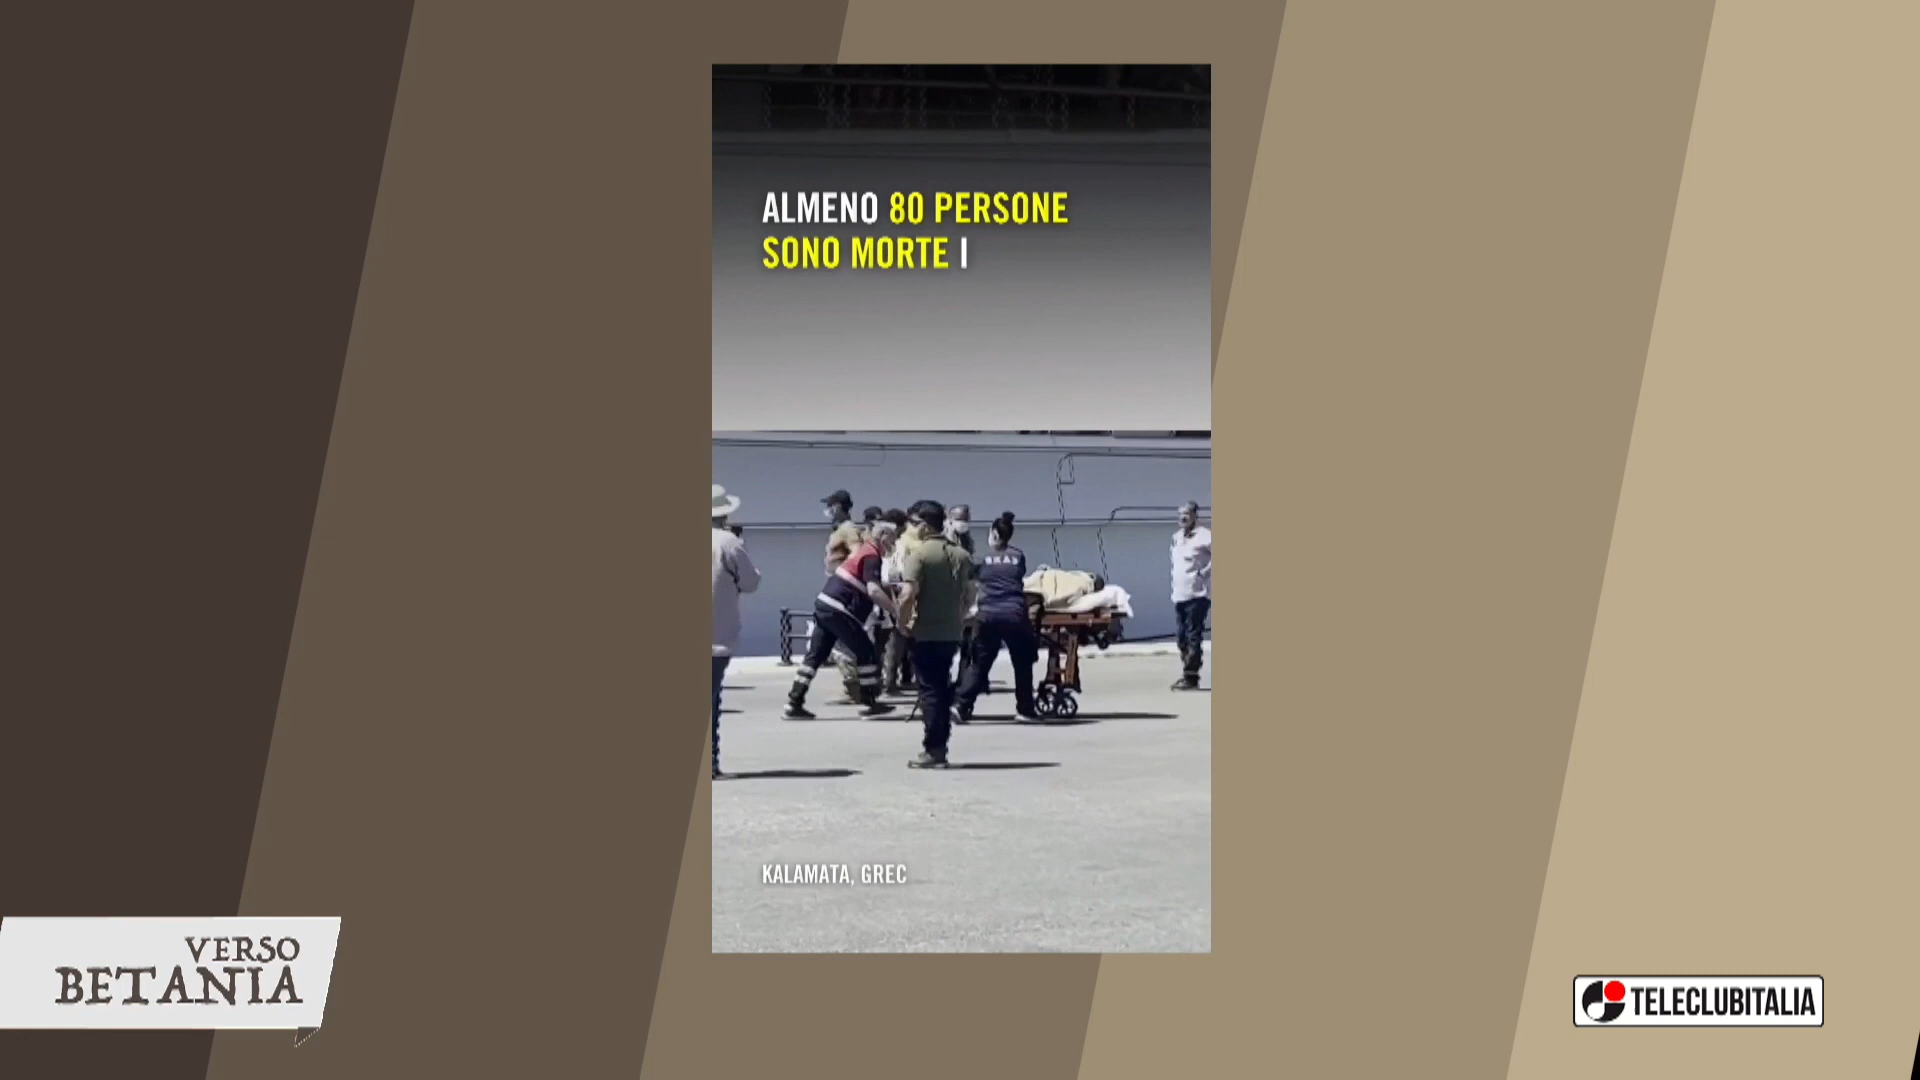 ALMENO 80 PERSONE
SONO MORTE I
KALAMATA, GREC
VERSO
BETANIA
TELECLUBITALIA